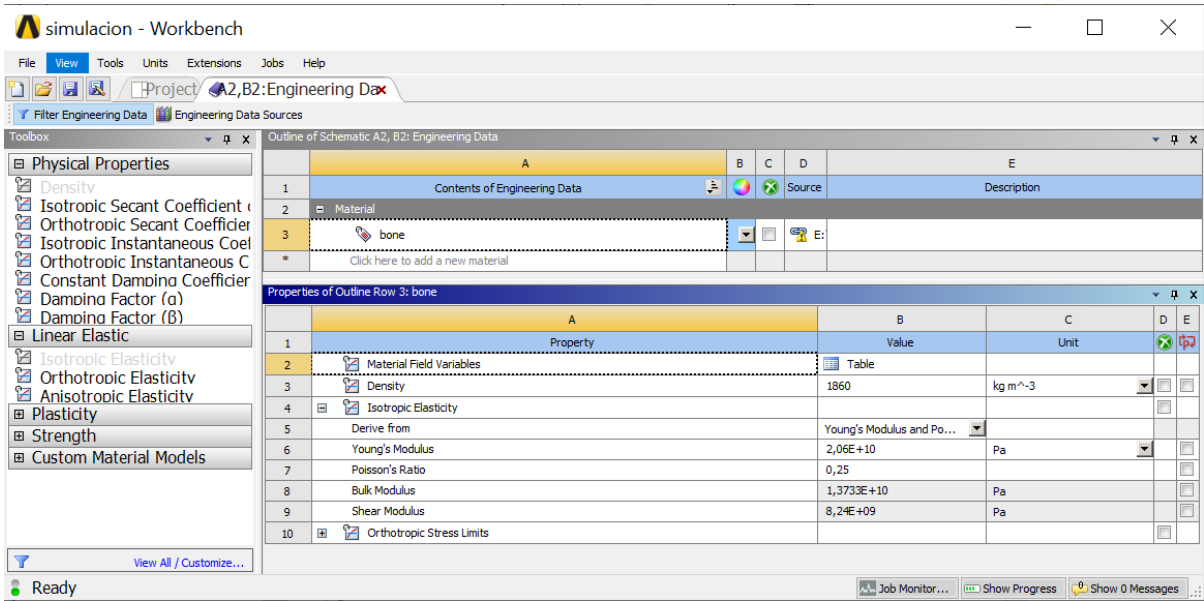 simulacion - Workbench
File View Tools Units Extensions Jobs Help
Project A2,B2:Engineering Da
Filter Engineering Data Engineering Data Sources
Toolbox
Physical Properties
Density
Isotropic Secant Coefficient
Orthotropic Secant Coefficien
Isotropic Instantaneous Coef
Orthotropic Instantaneous C
Constant Damping Coefficien
Damping Factor (α)
Damping Factor (β)
Linear Elastic
Isotropic Elasticity
Orthotropic Elasticity
Anisotropic Elasticity
Plasticity
Strength
Custom Material Models
View All / Customize...
Outline of Schematic A2, B2: Engineering Data
A B C D E
1 Contents of Engineering Data Source Description
2 Material
3 bone E:
* Click here to add a new material
Properties of Outline Row 3: bone
A B C D E
1 Property Value Unit
2 Material Field Variables Table
3 Density 1860 kg m^-3
4 Isotropic Elasticity
5 Derive from Young's Modulus and Po...
6 Young's Modulus 2,06E+10 Pa
7 Poisson's Ratio 0,25
8 Bulk Modulus 1,3733E+10 Pa
9 Shear Modulus 8,24E+09 Pa
10 Orthotropic Stress Limits
Ready
Job Monitor... Show Progress 0 Show 0 Messages